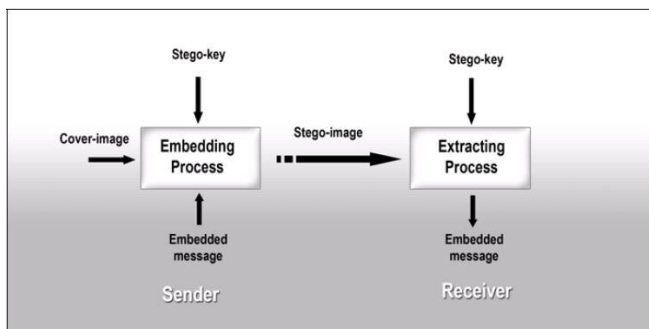 Stego-key
Stego-key
Cover-image
Embedding
Process
Stego-image
Extracting
Process
Embedded
message
Embedded
message
Sender
Receiver